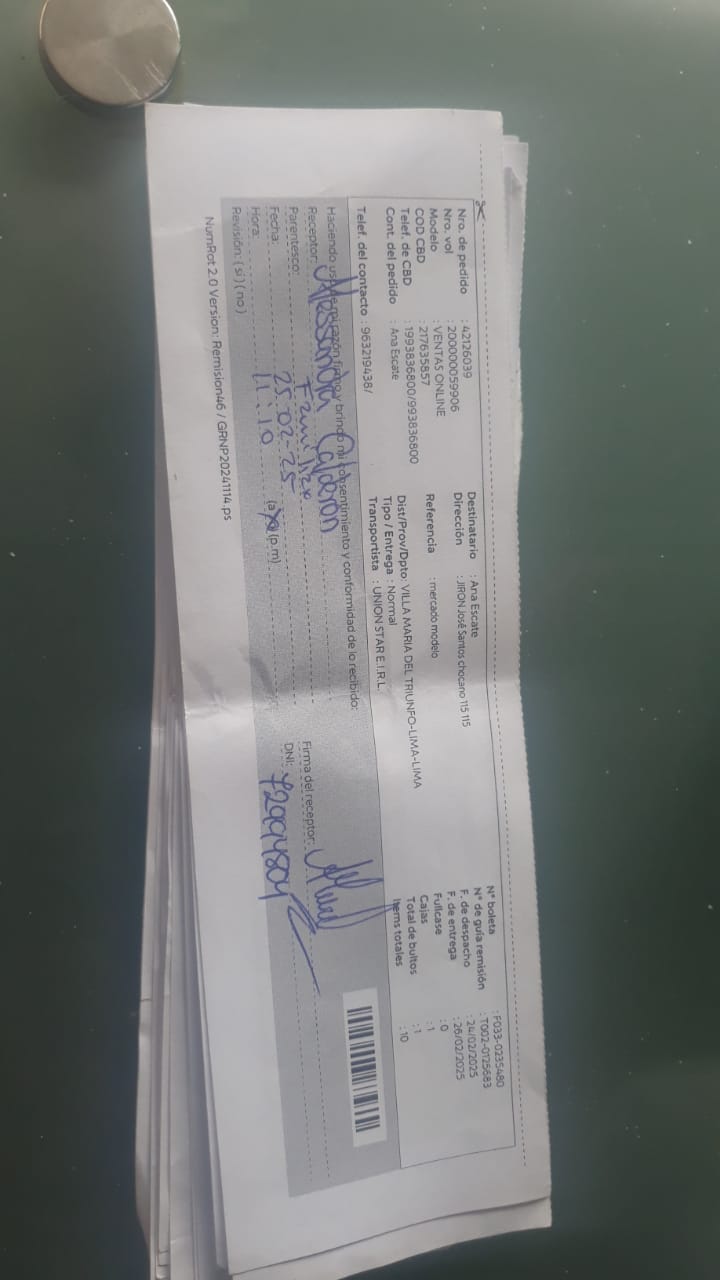 Nro. de pedido : 42126039
Nro. vol : 200000059906
Modelo : VENTAS ONLINE
COD CBD : 217635857
Telef. de CBD : 1993836800/993836800
Cont. del pedido : Ana Escate
Telef. del contacto : 963219438/
Destinatario : Ana Escate
Dirección : JIRON José Santos chocano 115 115
Referencia : mercado modelo
Dist/Prov/Dpto: VILLA MARIA DEL TRIUNFO-LIMA-LIMA
Tipo / Entrega : Normal
Transportista : UNION STAR E.I.R.L.
N° boleta : F033-0235480
N° de guía remisión : T002-0125683
F. de despacho : 24/02/2025
F. de entrega : 26/02/2025
Fullcase : 0
Cajas : 1
Total de bultos : 1
Items totales : 10
Haciendo uso de mi razón firmo y brindo mi consentimiento y conformidad de lo recibido:
Receptor: Alessandra Calderón
Parentesco: Familiar
Fecha: 25-02-25
Hora: 11:10 (p.m)
Revisión: (si) (no)
Firma del receptor:
DNI: 72994804
NumRot 2.0 Version: Remision46 / GRNP20241114.ps